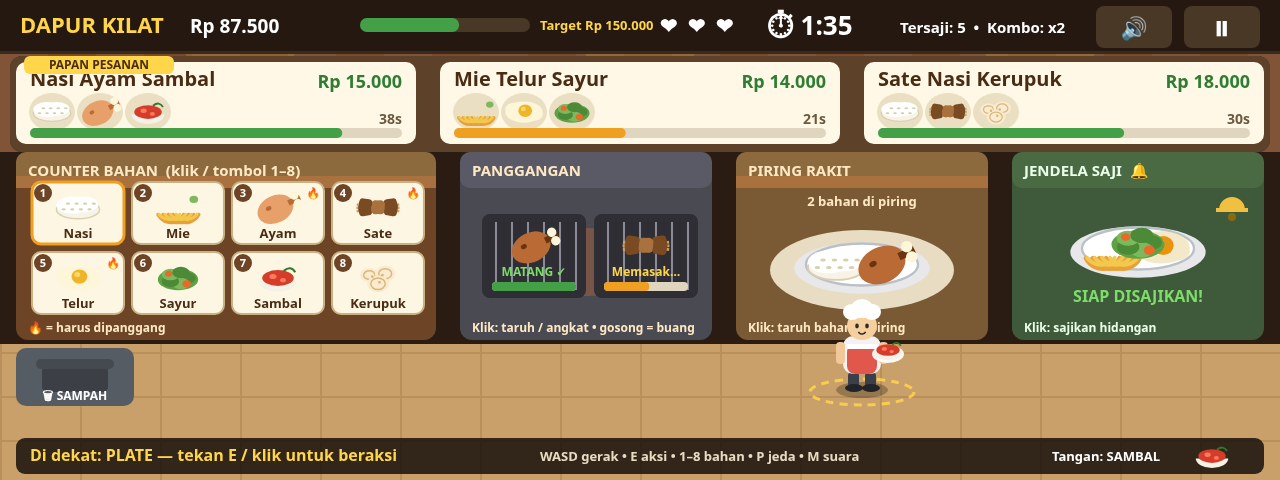 DAPUR KILAT
Rp 87.500
Target Rp 150.000
1:35
Tersaji: 5 • Kombo: x2
PAPAN PESANAN
Nasi Ayam Sambal
Rp 15.000
38s
Mie Telur Sayur
Rp 14.000
21s
Sate Nasi Kerupuk
Rp 18.000
30s
COUNTER BAHAN (klik / tombol 1–8)
1
Nasi
2
Mie
3
Ayam
4
Sate
5
Telur
6
Sayur
7
Sambal
8
Kerupuk
🔥 = harus dipanggang
PANGGANGAN
MATANG ✓
Memasak...
Klik: taruh / angkat • gosong = buang
PIRING RAKIT
2 bahan di piring
Klik: taruh bahan
JENDELA SAJI 🔔
SIAP DISAJIKAN!
Klik: sajikan hidangan
SAMPAH
Di dekat: PLATE — tekan E / klik untuk beraksi
WASD gerak • E aksi • 1–8 bahan • P jeda • M suara
Tangan: SAMBAL